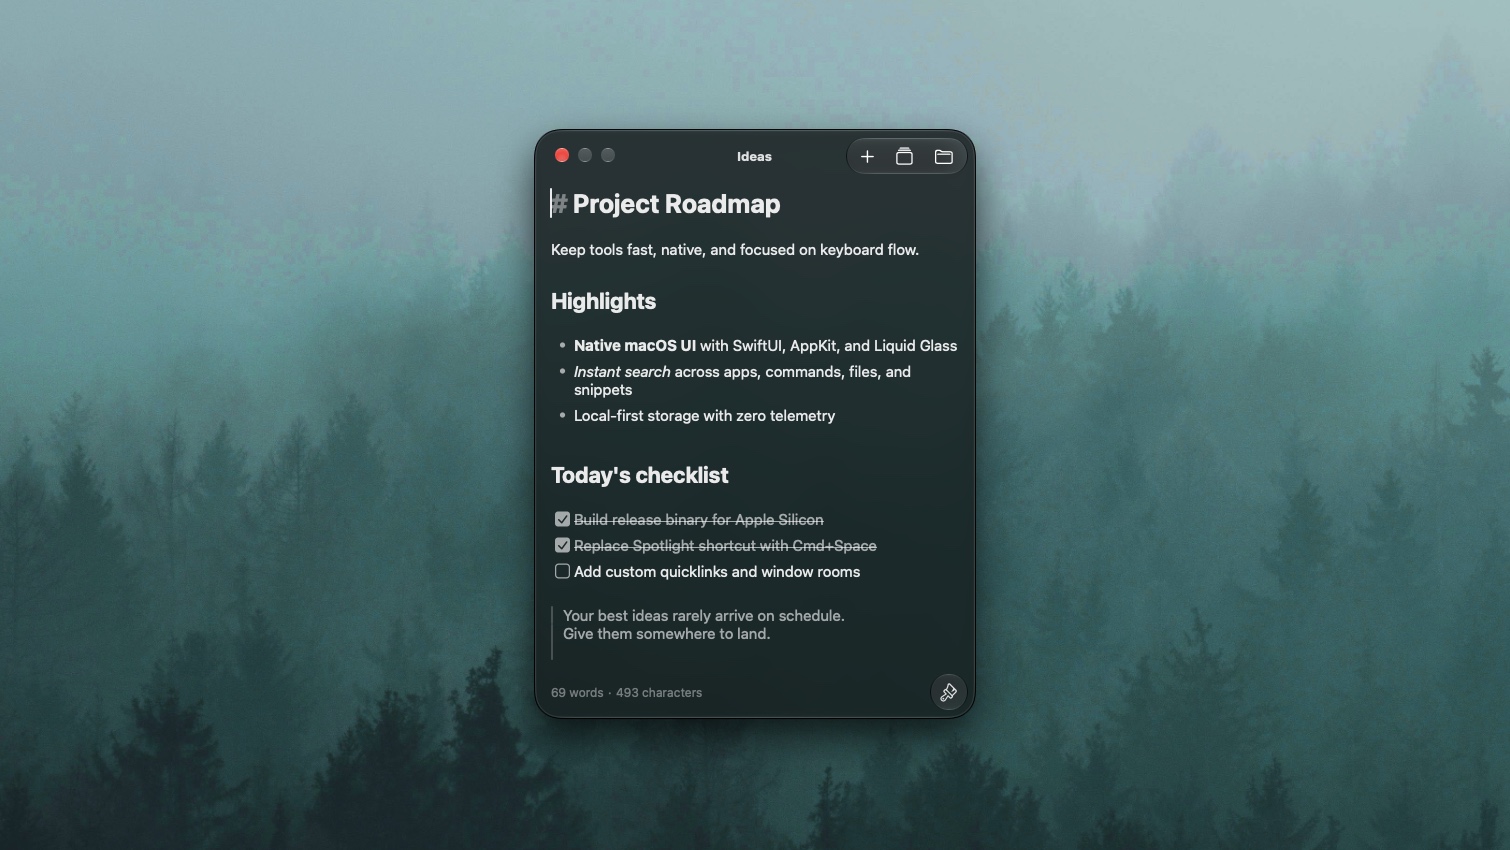 Ideas
# Project Roadmap
Keep tools fast, native, and focused on keyboard flow.
Highlights
• Native macOS UI with SwiftUI, AppKit, and Liquid Glass
• Instant search across apps, commands, files, and
snippets
• Local-first storage with zero telemetry
Today's checklist
Build release binary for Apple Silicon
Replace Spotlight shortcut with Cmd+Space
Add custom quicklinks and window rooms
Your best ideas rarely arrive on schedule.
Give them somewhere to land.
69 words · 493 characters